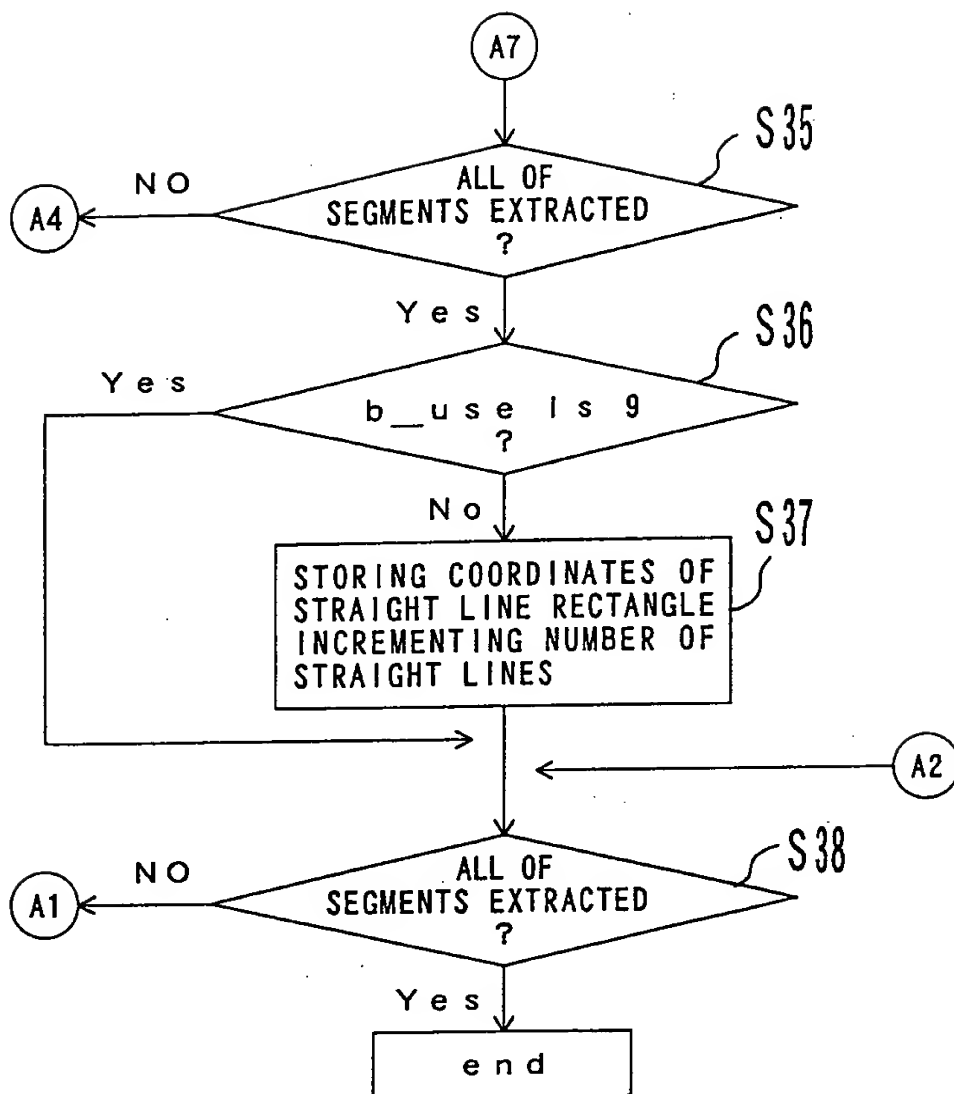 A7
S35
NO
ALL OF
SEGMENTS EXTRACTED
?
A4
Yes
S36
Yes
b_use is 9
?
No
S37
STORING COORDINATES OF
STRAIGHT LINE RECTANGLE
INCREMENTING NUMBER OF
STRAIGHT LINES
A2
S38
NO
ALL OF
SEGMENTS EXTRACTED
?
A1
Yes
end